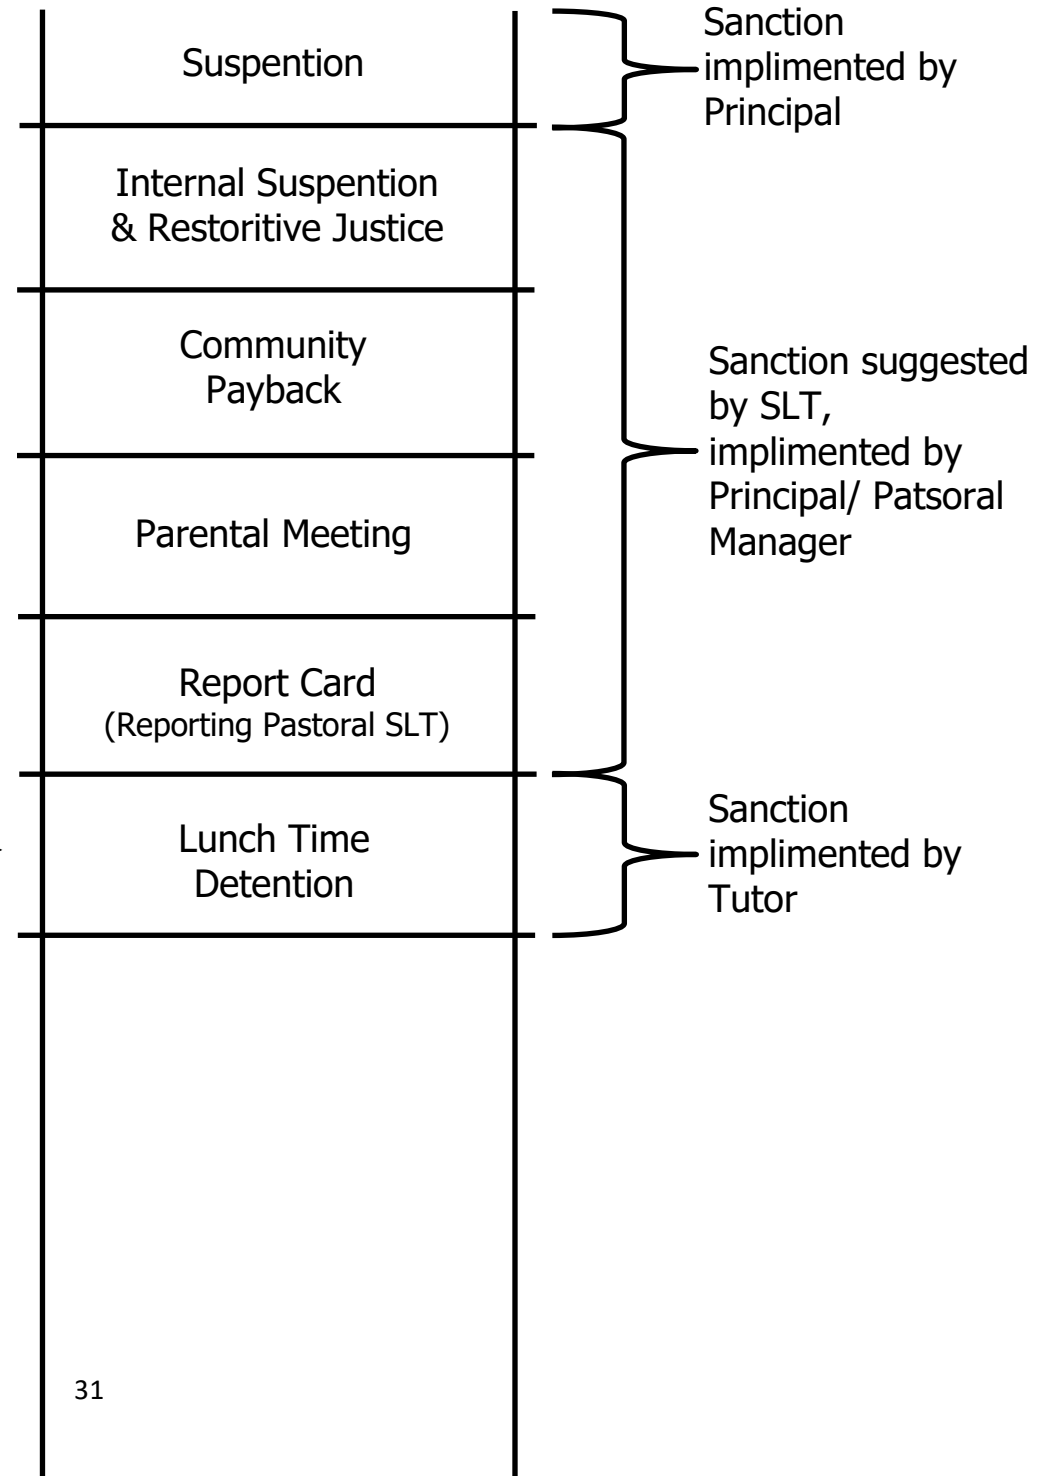 Suspention
Sanction
implimented by
Principal
Internal Suspention
& Restoritive Justice
Community
Payback
Parental Meeting
Sanction suggested
by SLT,
implimented by
Principal/ Patsoral
Manager
Report Card
(Reporting Pastoral SLT)
Lunch Time
Detention
Sanction
implimented by
Tutor
31